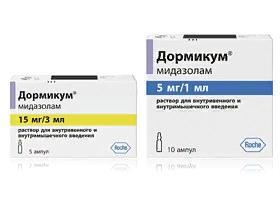 Дормикум®
мидазолам
15 мг/3 мл
раствор для внутривенного и
внутримышечного введения
Roche
5 ампул
Дормикум®
мидазолам
5 мг/1 мл
раствор для внутривенного и
внутримышечного введения
Roche
10 ампул